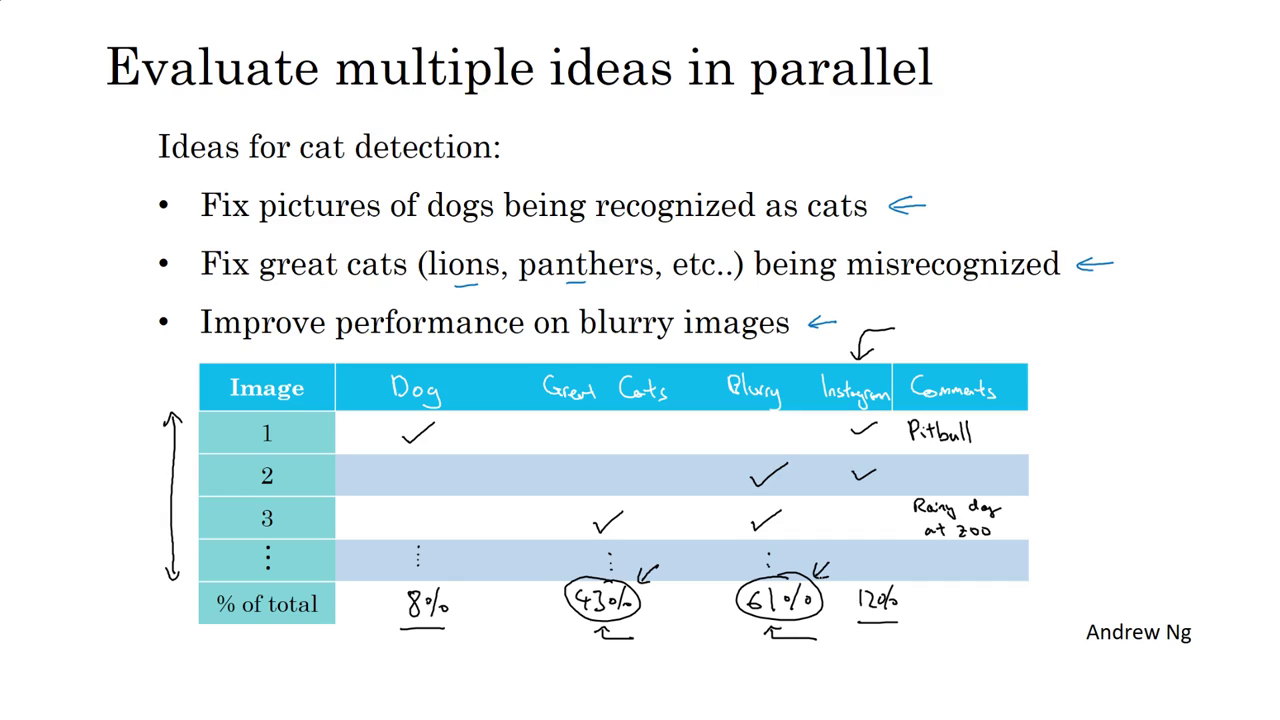 Evaluate multiple ideas in parallel
Ideas for cat detection:
• Fix pictures of dogs being recognized as cats
• Fix great cats (lions, panthers, etc..) being misrecognized
• Improve performance on blurry images
Image Dog Great Cats Blurry Instagram Comments
1 ✓ ✓ Pitbull
2 ✓ ✓
3 ✓ ✓ Rainy day
at zoo
⋮ ⋮ ⋮ ⋮
% of total 8% 43% 61% 12%
Andrew Ng